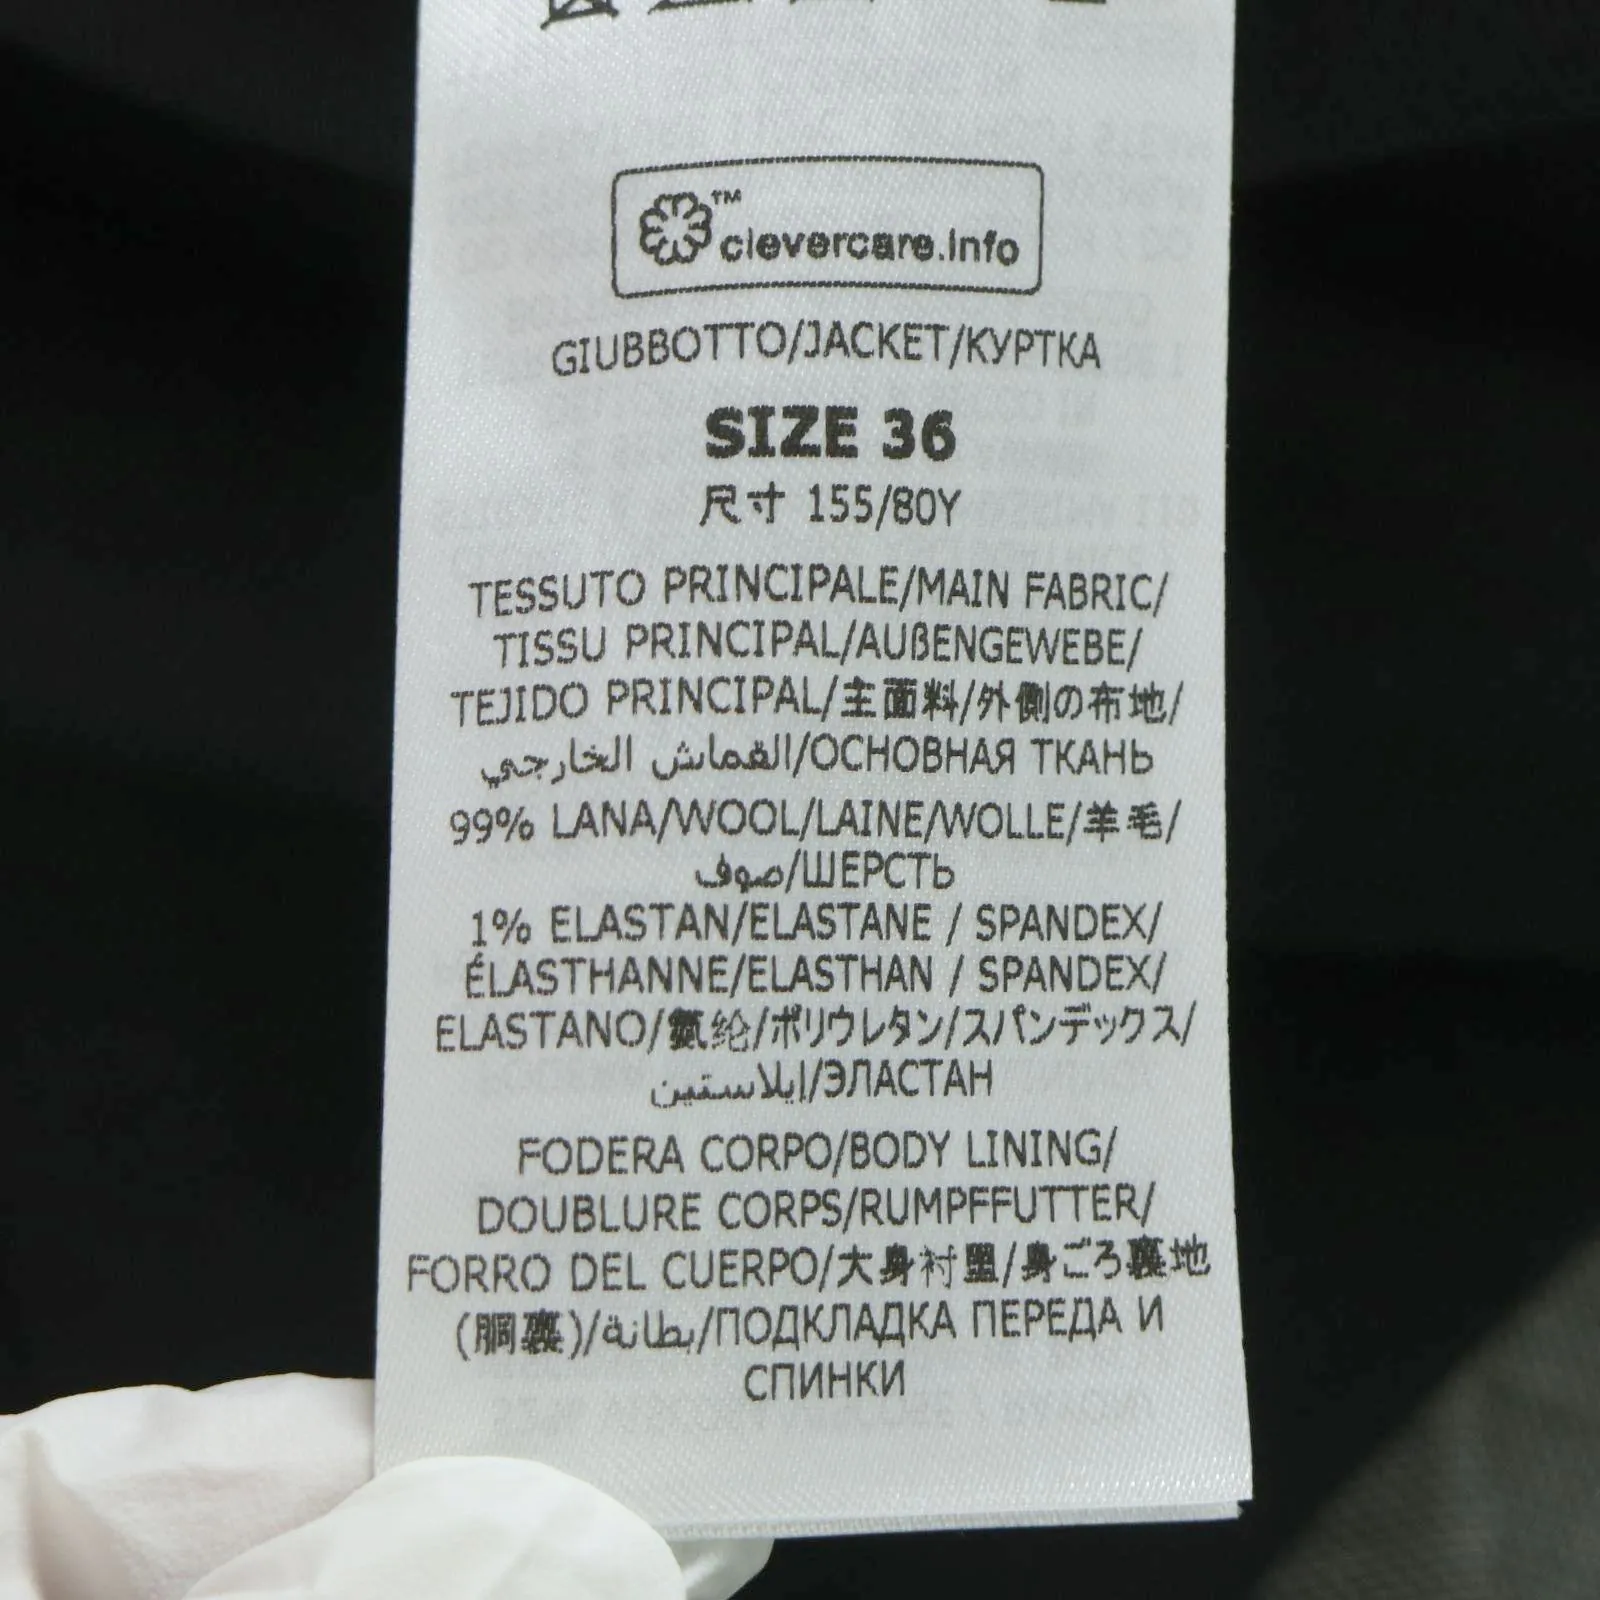 ™
clevercare.info
GIUBBOTTO/JACKET/КУРТКА
SIZE 36
尺寸 155/80Y
TESSUTO PRINCIPALE/MAIN FABRIC/
TISSU PRINCIPAL/AUßENGEWEBE/
TEJIDO PRINCIPAL/主面料/外側の布地/
القماش الخارجي/ОСНОВНАЯ ТКАНЬ
99% LANA/WOOL/LAINE/WOLLE/羊毛/
صوف/ШЕРСТЬ
1% ELASTAN/ELASTANE / SPANDEX/
ÉLASTHANNE/ELASTHAN / SPANDEX/
ELASTANO/氨纶/ポリウレタン/スパンデックス/
إيلاستين/ЭЛАСТАН
FODERA CORPO/BODY LINING/
DOUBLURE CORPS/RUMPFFUTTER/
FORRO DEL CUERPO/大身衬里/身ごろ裏地
(胴裏)/بطانة/ПОДКЛАДКА ПЕРЕДА И
СПИНКИ